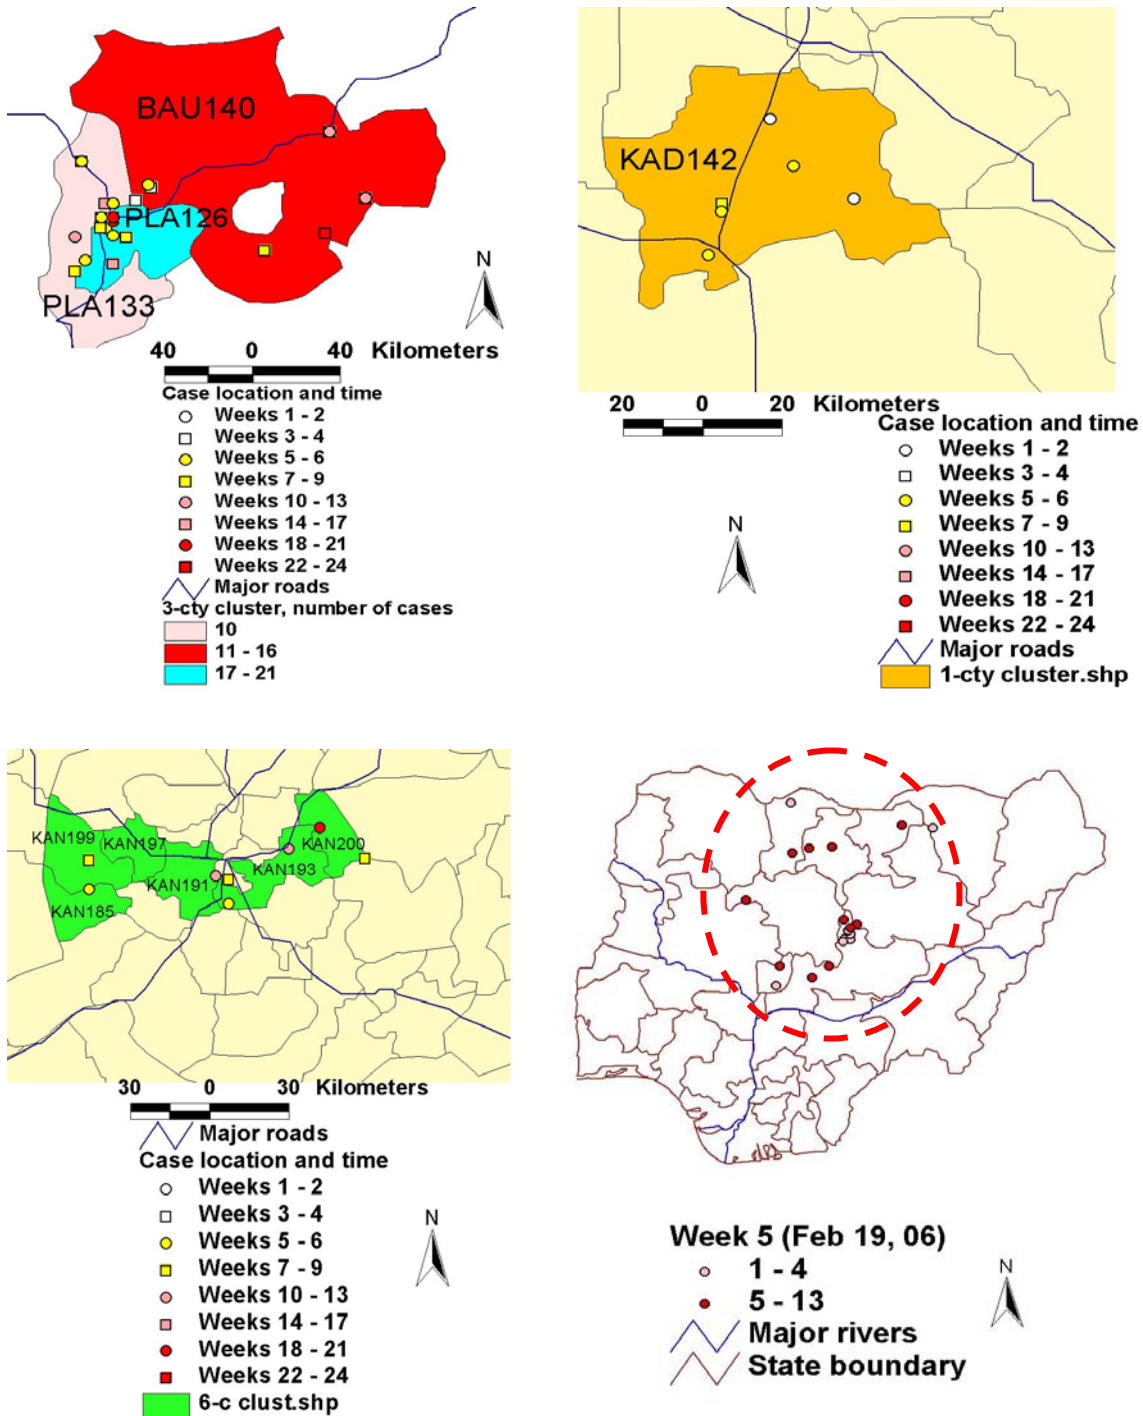 BAU140
PLA126
PLA133
N
40 0 40 Kilometers
Case location and time
Weeks 1 - 2
Weeks 3 - 4
Weeks 5 - 6
Weeks 7 - 9
Weeks 10 - 13
Weeks 14 - 17
Weeks 18 - 21
Weeks 22 - 24
Major roads
3-cty cluster, number of cases
10
11 - 16
17 - 21
KAD142
20 0 20 Kilometers
Case location and time
Weeks 1 - 2
Weeks 3 - 4
Weeks 5 - 6
Weeks 7 - 9
Weeks 10 - 13
Weeks 14 - 17
Weeks 18 - 21
Weeks 22 - 24
Major roads
1-cty cluster.shp
N
KAN199
KAN197
KAN200
KAN193
KAN191
KAN185
30 0 30 Kilometers
Major roads
Case location and time
Weeks 1 - 2
Weeks 3 - 4
Weeks 5 - 6
Weeks 7 - 9
Weeks 10 - 13
Weeks 14 - 17
Weeks 18 - 21
Weeks 22 - 24
6-c clust.shp
N
Week 5 (Feb 19, 06)
1 - 4
5 - 13
Major rivers
State boundary
N